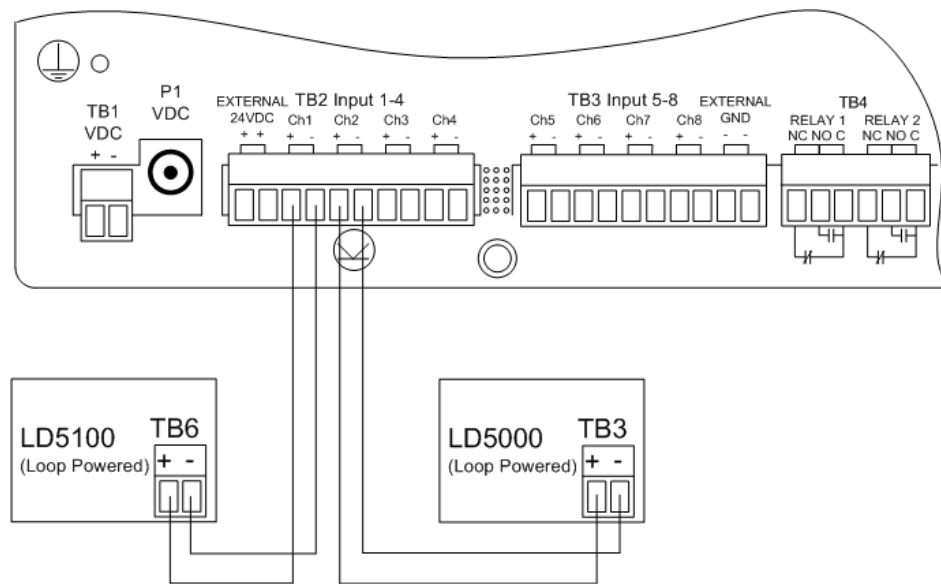 P1
VDC
TB1
VDC
+ -
EXTERNAL
24VDC
+ +
TB2 Input 1-4
Ch1 Ch2 Ch3 Ch4
+ - + - + - + -
TB3 Input 5-8
Ch5 Ch6 Ch7 Ch8
+ - + - + - + -
EXTERNAL
GND
- -
TB4
RELAY 1 RELAY 2
NC NO C NC NO C
LD5100
(Loop Powered)
TB6
+ -
LD5000
(Loop Powered)
TB3
+ -